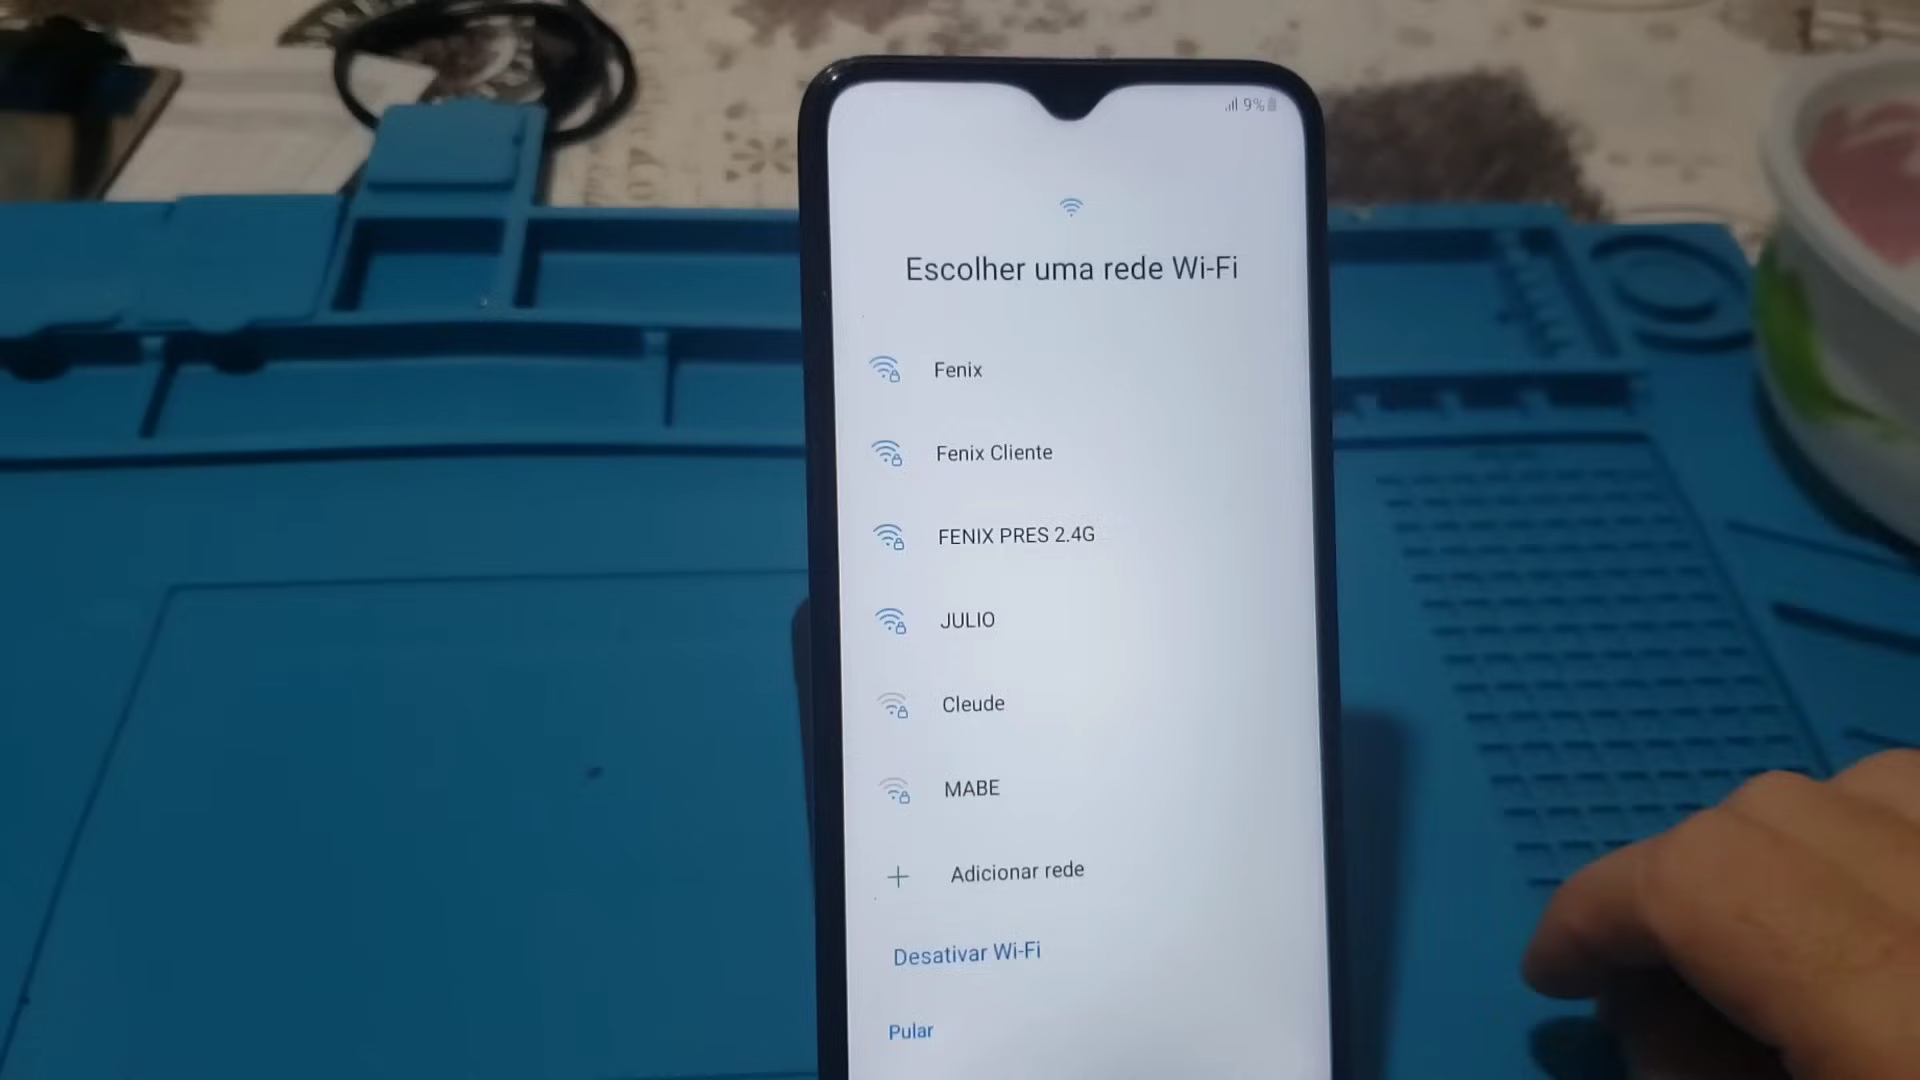 9%
Escolher uma rede Wi-Fi
Fenix
Fenix Cliente
FENIX PRES 2.4G
JULIO
Cleude
MABE
Adicionar rede
Desativar Wi-Fi
Pular